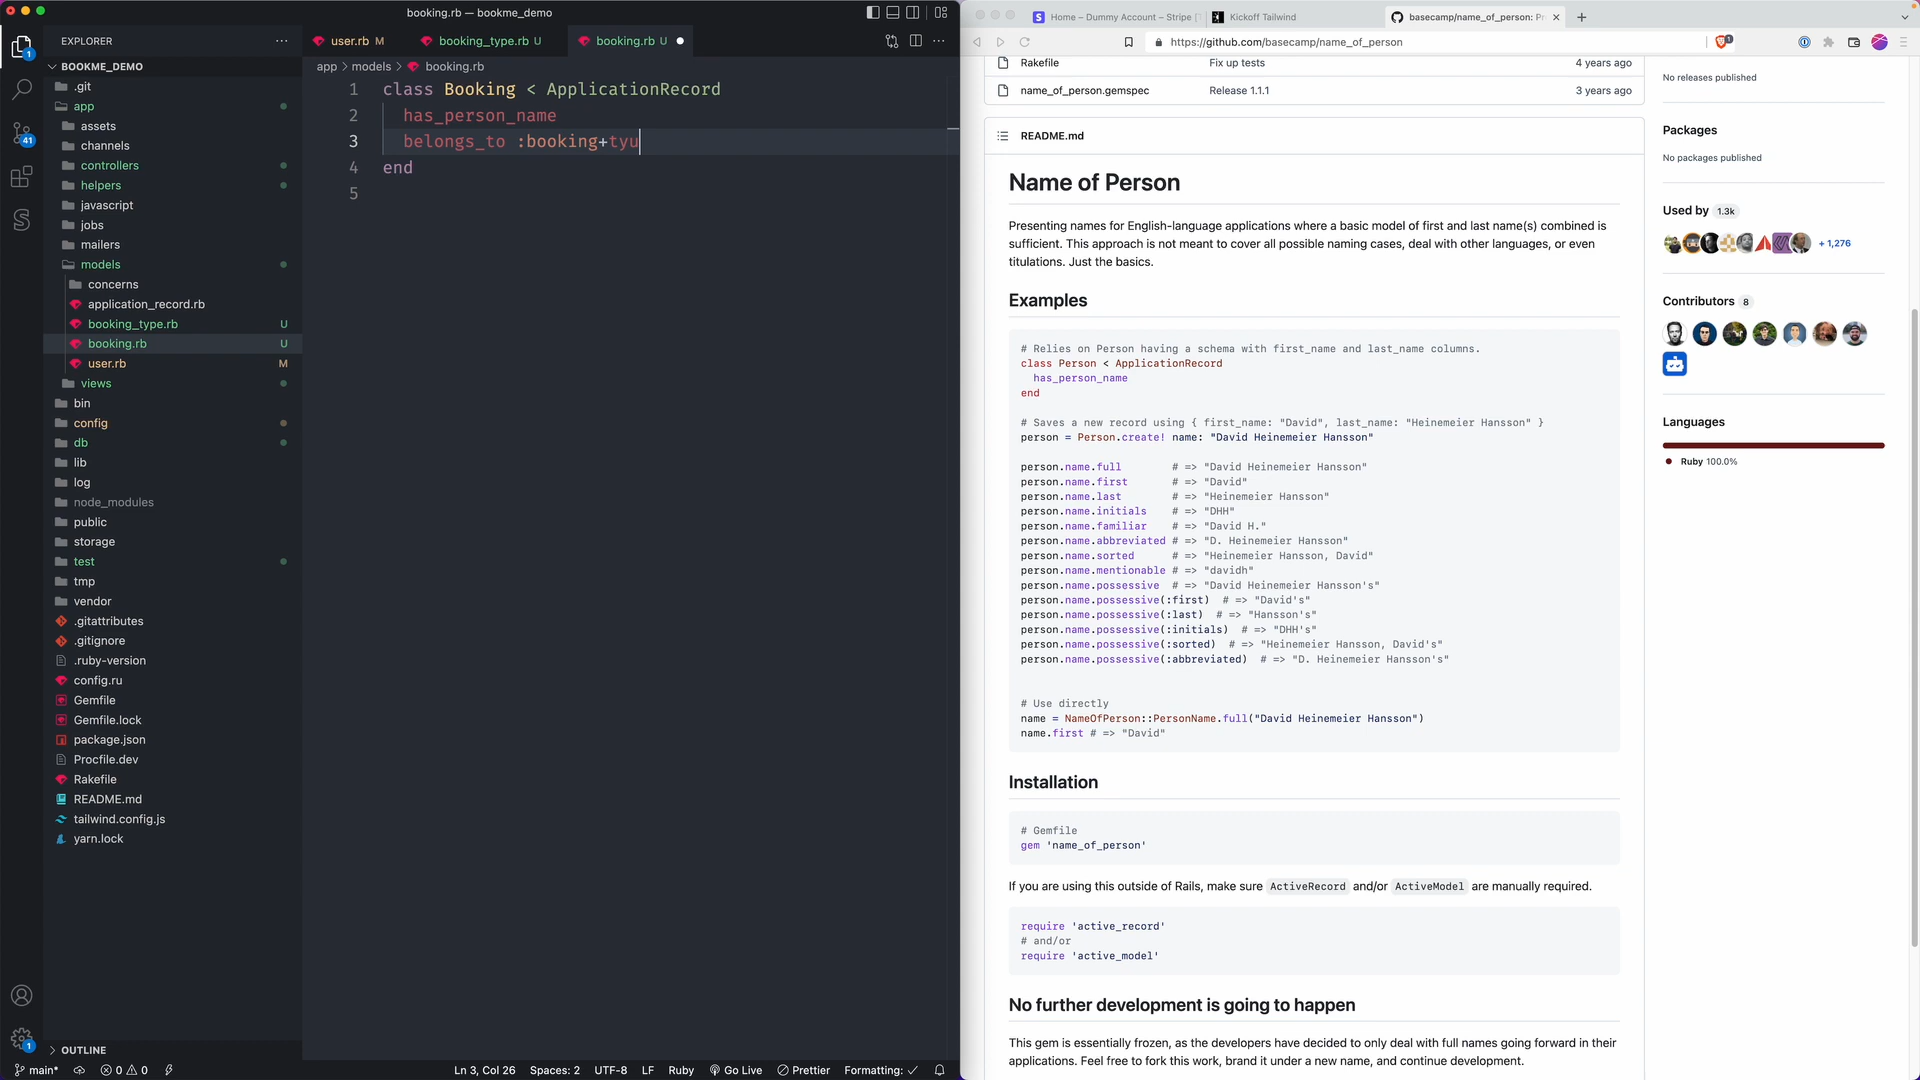 booking.rb — bookme_demo
EXPLORER
BOOKME_DEMO
.git
app
assets
channels
controllers
helpers
javascript
jobs
mailers
models
concerns
application_record.rb
booking_type.rb U
booking.rb U
user.rb M
views
bin
config
db
lib
log
node_modules
public
storage
test
tmp
vendor
.gitattributes
.gitignore
.ruby-version
config.ru
Gemfile
Gemfile.lock
package.json
Procfile.dev
Rakefile
README.md
tailwind.config.js
yarn.lock
OUTLINE
1
41
1
user.rb M
booking_type.rb U
booking.rb U
app > models > booking.rb
1 class Booking < ApplicationRecord
2 has_person_name
3 belongs_to :booking+tyu
4 end
5
main*
0 0
Ln 3, Col 26
Spaces: 2
UTF-8
LF
Ruby
Go Live
Prettier
Formatting:
Home – Dummy Account – Stripe [
Kickoff Tailwind
basecamp/name_of_person: P
https://github.com/basecamp/name_of_person
1
Rakefile Fix up tests 4 years ago
name_of_person.gemspec Release 1.1.1 3 years ago
README.md
Name of Person
Presenting names for English-language applications where a basic model of first and last name(s) combined is
sufficient. This approach is not meant to cover all possible naming cases, deal with other languages, or even
titulations. Just the basics.
Examples
# Relies on Person having a schema with first_name and last_name columns.
class Person < ApplicationRecord
has_person_name
end
# Saves a new record using { first_name: "David", last_name: "Heinemeier Hansson" }
person = Person.create! name: "David Heinemeier Hansson"
person.name.full # => "David Heinemeier Hansson"
person.name.first # => "David"
person.name.last # => "Heinemeier Hansson"
person.name.initials # => "DHH"
person.name.familiar # => "David H."
person.name.abbreviated # => "D. Heinemeier Hansson"
person.name.sorted # => "Heinemeier Hansson, David"
person.name.mentionable # => "davidh"
person.name.possessive # => "David Heinemeier Hansson's"
person.name.possessive(:first) # => "David's"
person.name.possessive(:last) # => "Hansson's"
person.name.possessive(:initials) # => "DHH's"
person.name.possessive(:sorted) # => "Heinemeier Hansson, David's"
person.name.possessive(:abbreviated) # => "D. Heinemeier Hansson's"
# Use directly
name = NameOfPerson::PersonName.full("David Heinemeier Hansson")
name.first # => "David"
Installation
# Gemfile
gem 'name_of_person'
If you are using this outside of Rails, make sure ActiveRecord and/or ActiveModel are manually required.
require 'active_record'
# and/or
require 'active_model'
No further development is going to happen
This gem is essentially frozen, as the developers have decided to only deal with full names going forward in their
applications. Feel free to fork this work, brand it under a new name, and continue development.
No releases published
Packages
No packages published
Used by 1.3k
+ 1,276
Contributors 8
Languages
Ruby 100.0%